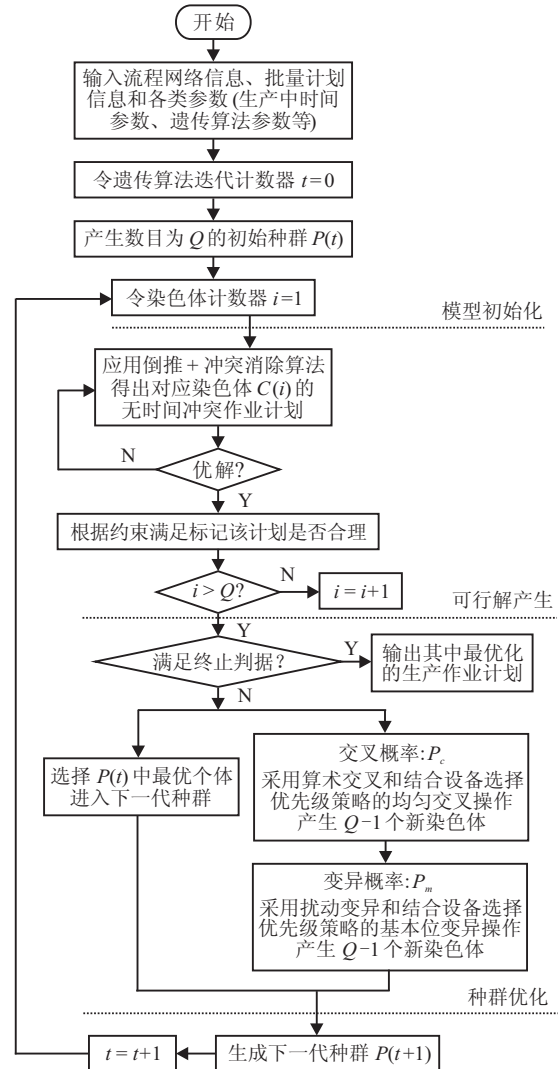 开始
输入流程网络信息、批量计划
信息和各类参数(生产中时间
参数、遗传算法参数等)
令遗传算法迭代计数器 t=0
产生数目为 Q 的初始种群 P(t)
令染色体计数器 i=1
模型初始化
应用倒推+冲突消除算法
得出对应染色体 C(i)的
无时间冲突作业计划
N
优解?
Y
根据约束满足标记该计划是否合理
i > Q?
N
i = i+1
可行解产生
Y
满足终止判据?
Y
输出其中最优化
的生产作业计划
N
选择 P(t) 中最优个体
进入下一代种群
交叉概率:Pc
采用算术交叉和结合设备选择
优先级策略的均匀交叉操作
产生 Q-1 个新染色体
变异概率:Pm
采用扰动变异和结合设备选择
优先级策略的基本位变异操作
产生 Q-1 个新染色体
种群优化
t = t+1
生成下一代种群 P(t+1)